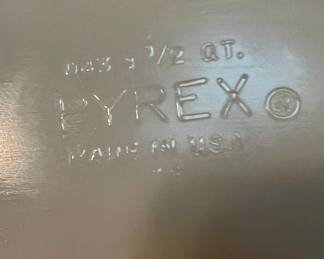 1/2 QT.
PYREX ®
MADE IN U.S.A.